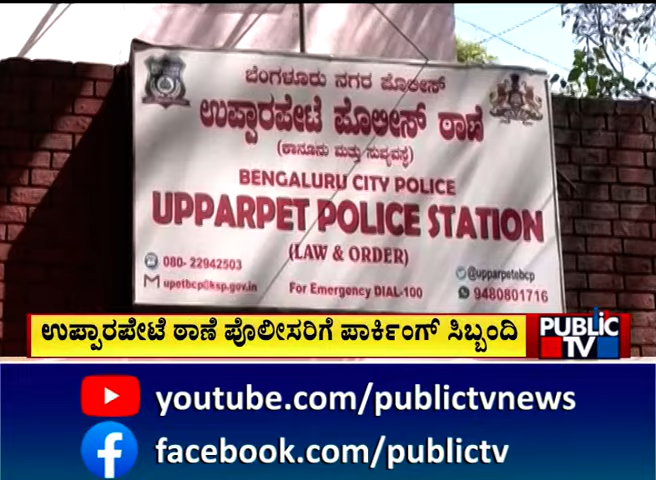 ಬೆಂಗಳೂರು ನಗರ ಪೊಲೀಸ್
ಉಪ್ಪಾರಪೇಟೆ ಪೊಲೀಸ್ ಠಾಣೆ
(ಕಾನೂನು ಮತ್ತು ಸುವ್ಯವಸ್ಥೆ)
BENGALURU CITY POLICE
UPPARPET POLICE STATION
(LAW & ORDER)
080- 22942503
@upparpetebcp
upetbcp@ksp.gov.in
For Emergency DIAL-100
9480801716
ಉಪ್ಪಾರಪೇಟೆ ಠಾಣೆ ಪೊಲೀಸರಿಗೆ ಪಾರ್ಕಿಂಗ್ ಸಿಬ್ಬಂದಿ
PUBLIC
TV
youtube.com/publictvnews
facebook.com/publictv